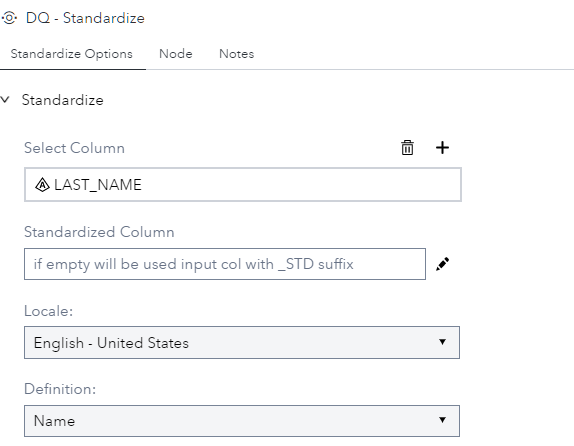 DQ - Standardize
Standardize Options Node Notes
Standardize
Select Column
LAST_NAME
Standardized Column
if empty will be used input col with _STD suffix
Locale:
English - United States
Definition:
Name